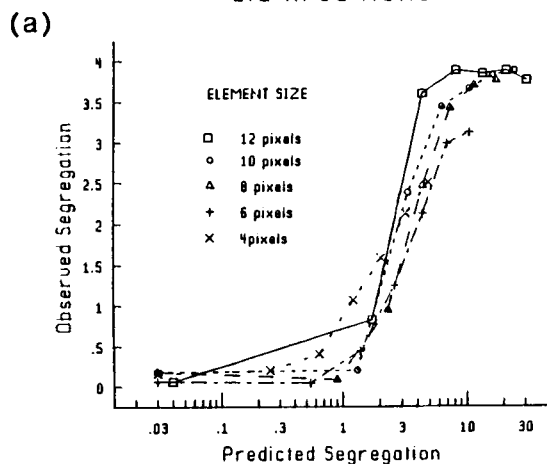 (a)
ELEMENT SIZE
12 pixels
10 pixels
8 pixels
6 pixels
4pixels
Observed Segregation
4
3.5
3
2.5
2
1.5
1
.5
0
.03 .1 .3 1 3 10 30
Predicted Segregation